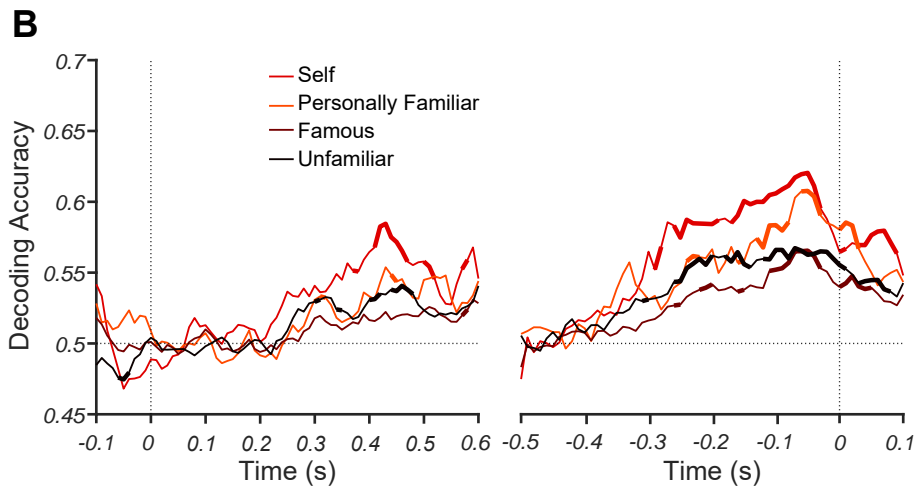 B
Decoding Accuracy
0.7
0.65
0.6
0.55
0.5
0.45
Self
Personally Familiar
Famous
Unfamiliar
-0.1 0 0.1 0.2 0.3 0.4 0.5 0.6
Time (s)
-0.5 -0.4 -0.3 -0.2 -0.1 0 0.1
Time (s)